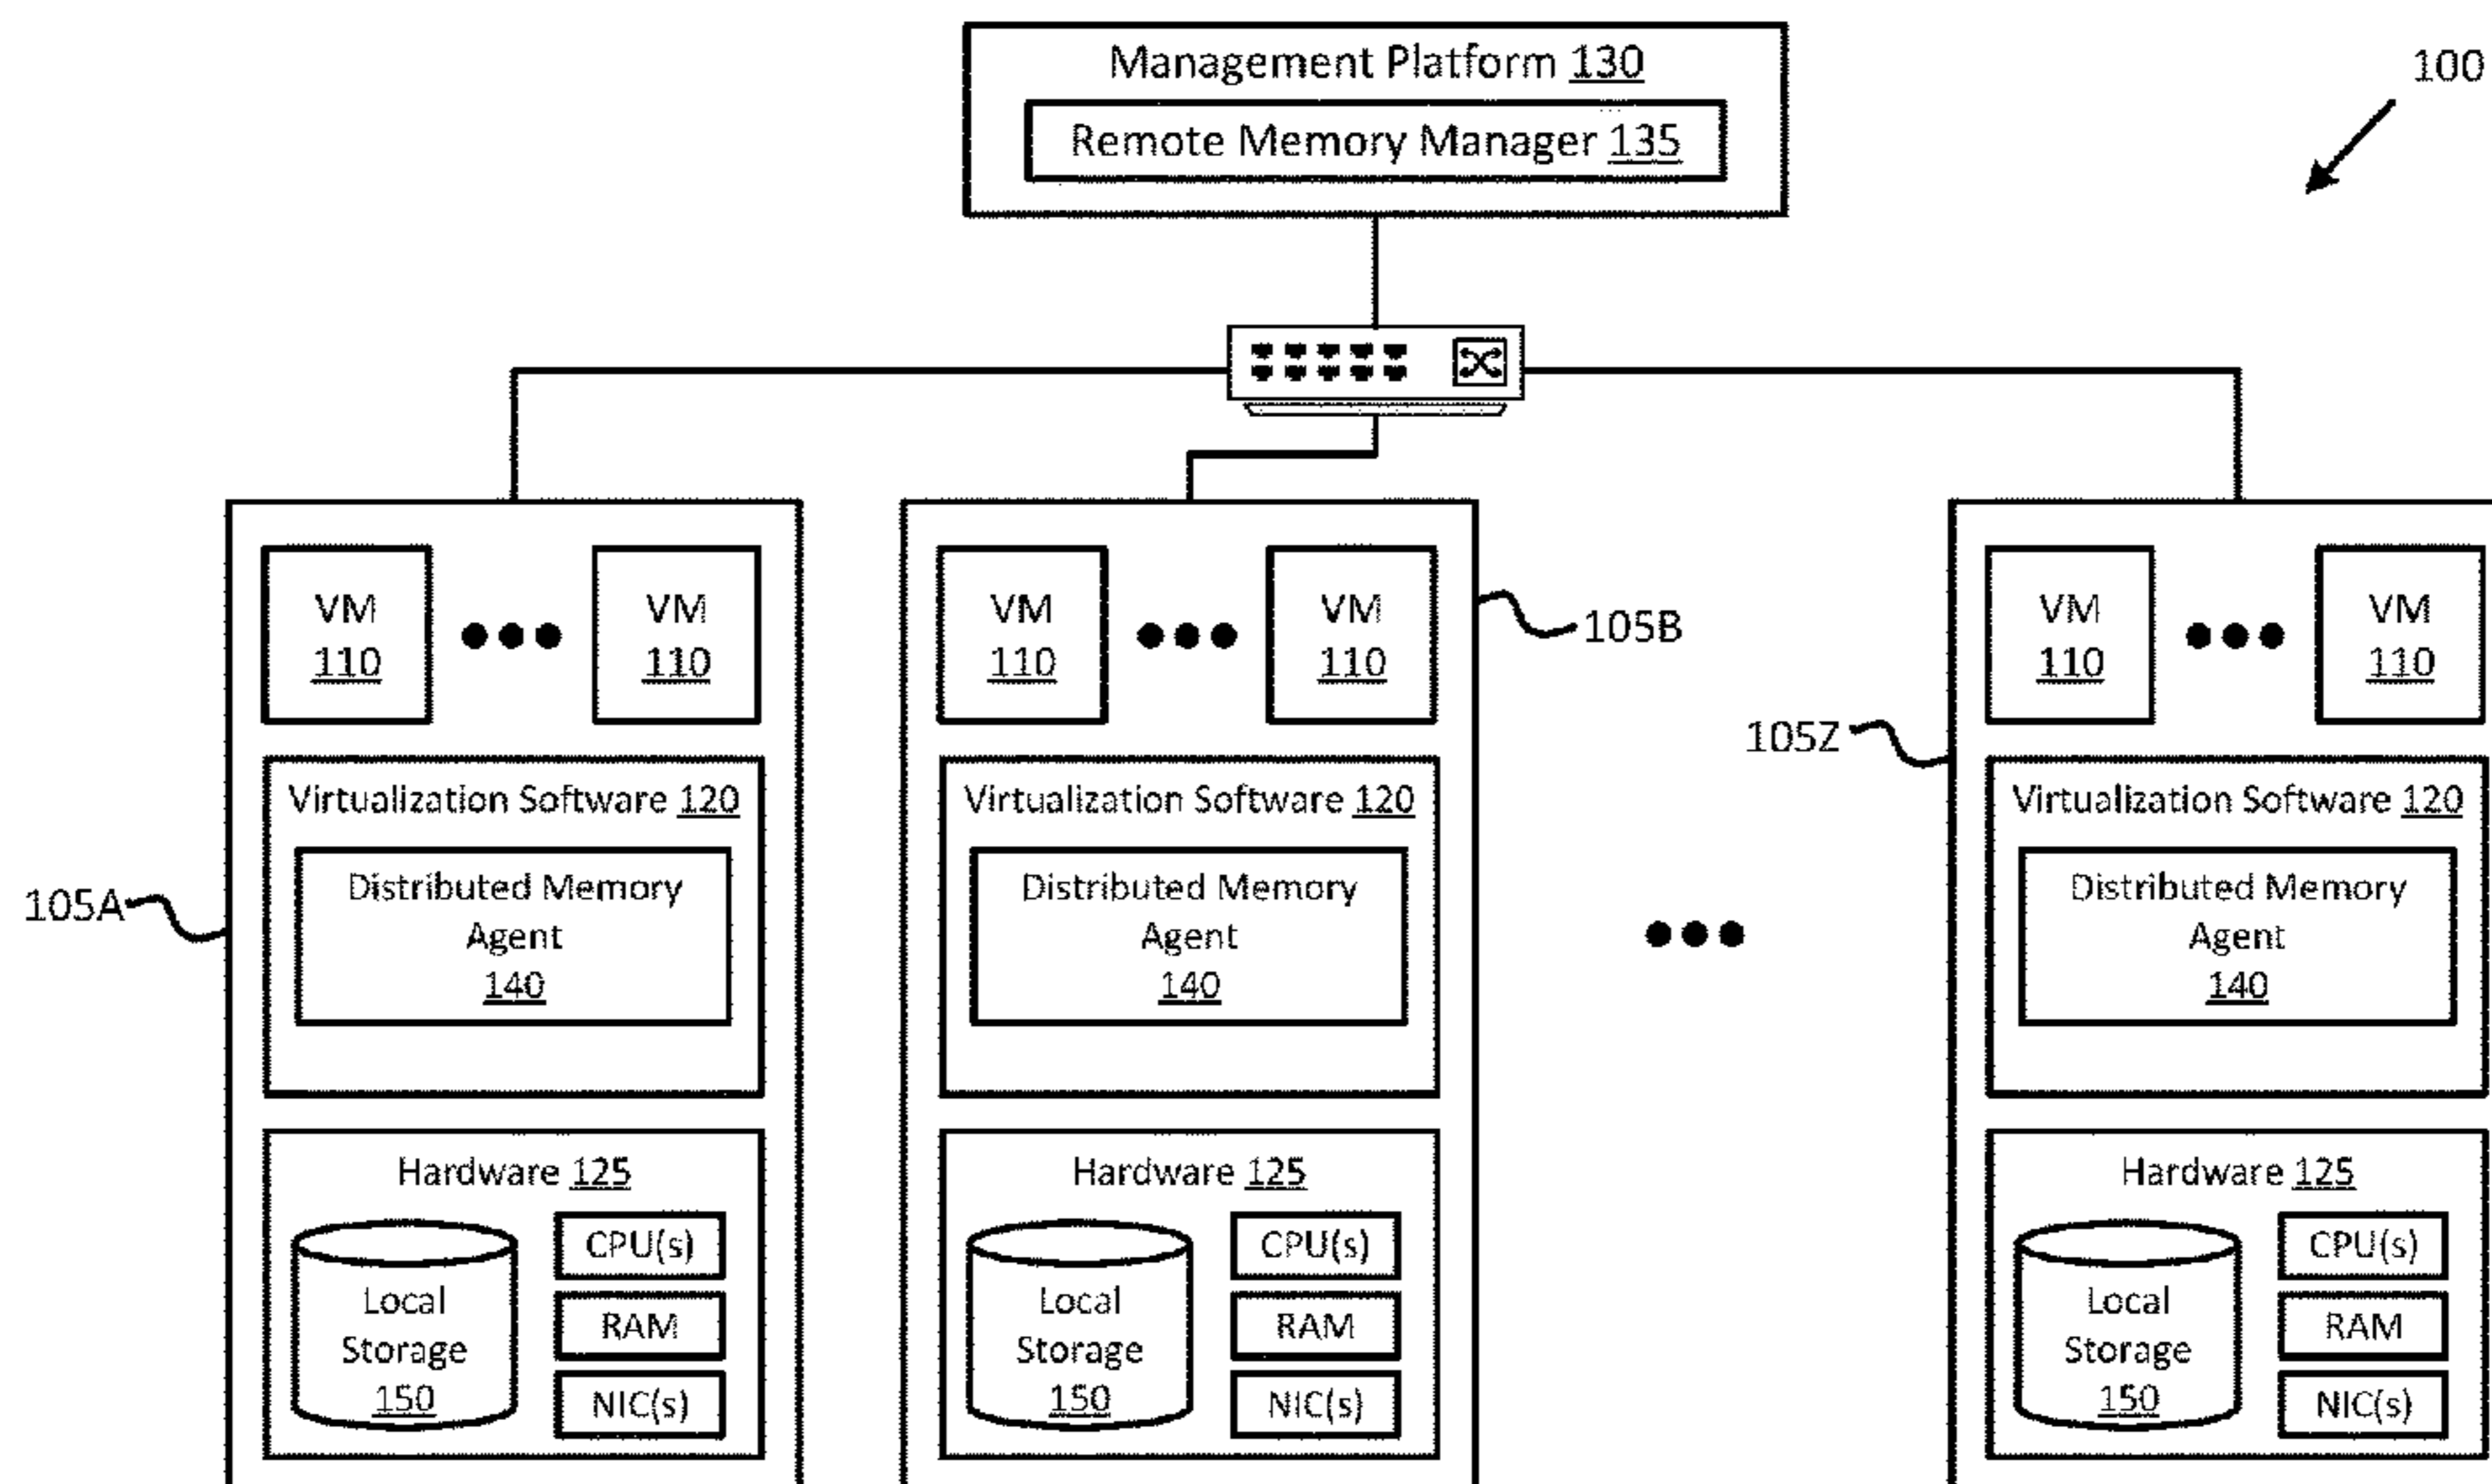 Management Platform 130
100
Remote Memory Manager 135
VM
110
VM
110
VM
110
VM
110
105B
VM
110
VM
110
105Z
Virtualization Software 120
Distributed Memory
Agent
140
105A
Virtualization Software 120
Distributed Memory
Agent
140
Virtualization Software 120
Distributed Memory
Agent
140
Hardware 125
Local
Storage
150
CPU(s)
RAM
NIC(s)
Hardware 125
Local
Storage
150
CPU(s)
RAM
NIC(s)
Hardware 125
Local
Storage
150
CPU(s)
RAM
NIC(s)